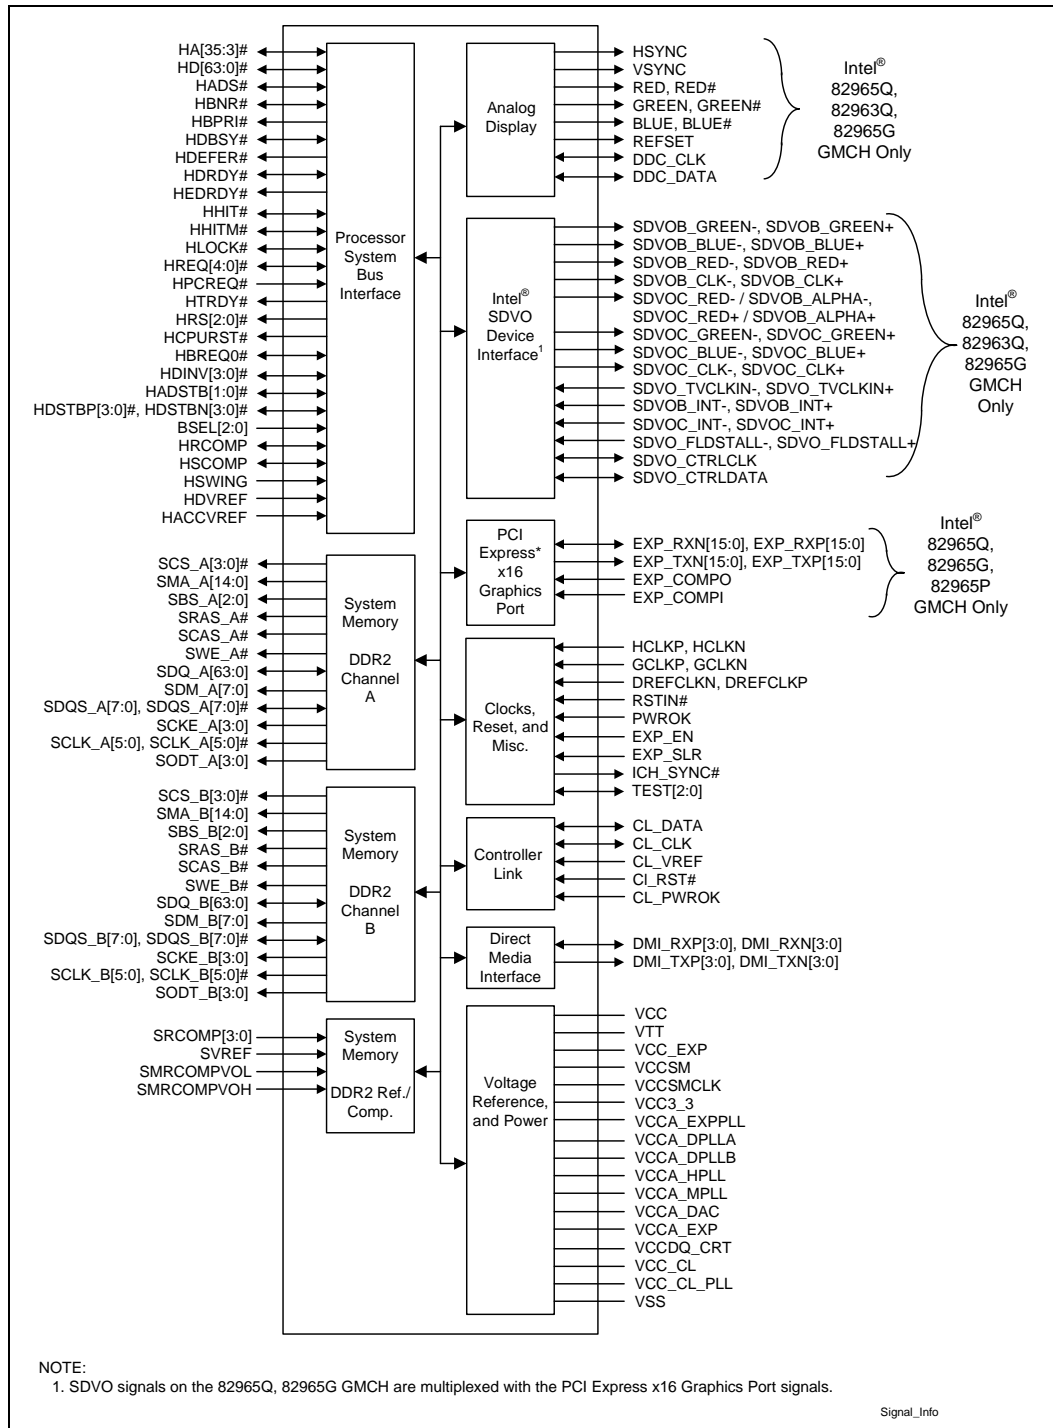 HA[35:3]#
HD[63:0]#
HADS#
HBNR#
HBPRI#
HDBSY#
HDEFER#
HDRDY#
HEDRDY#
HHIT#
HHITM#
HLOCK#
HREQ[4:0]#
HPCREQ#
HTRDY#
HRS[2:0]#
HCPURST#
HBREQ0#
HDINV[3:0]#
HADSTB[1:0]#
HDSTBP[3:0]#, HDSTBN[3:0]#
BSEL[2:0]
HRCOMP
HSCOMP
HSWING
HDVREF
HACCVREF
Processor
System
Bus
Interface
SCS_A[3:0]#
SMA_A[14:0]
SBS_A[2:0]
SRAS_A#
SCAS_A#
SWE_A#
SDQ_A[63:0]
SDM_A[7:0]
SDQS_A[7:0], SDQS_A[7:0]#
SCKE_A[3:0]
SCLK_A[5:0], SCLK_A[5:0]#
SODT_A[3:0]
System
Memory
DDR2
Channel
A
SCS_B[3:0]#
SMA_B[14:0]
SBS_B[2:0]
SRAS_B#
SCAS_B#
SWE_B#
SDQ_B[63:0]
SDM_B[7:0]
SDQS_B[7:0], SDQS_B[7:0]#
SCKE_B[3:0]
SCLK_B[5:0], SCLK_B[5:0]#
SODT_B[3:0]
System
Memory
DDR2
Channel
B
SRCOMP[3:0]
SVREF
SMRCOMPVOL
SMRCOMPVOH
System
Memory
DDR2 Ref./
Comp.
Analog
Display
HSYNC
VSYNC
RED, RED#
GREEN, GREEN#
BLUE, BLUE#
REFSET
DDC_CLK
DDC_DATA
Intel®
82965Q,
82963Q,
82965G
GMCH Only
Intel®
SDVO
Device
Interface1
SDVOB_GREEN-, SDVOB_GREEN+
SDVOB_BLUE-, SDVOB_BLUE+
SDVOB_RED-, SDVOB_RED+
SDVOB_CLK-, SDVOB_CLK+
SDVOC_RED- / SDVOB_ALPHA-,
SDVOC_RED+ / SDVOB_ALPHA+
SDVOC_GREEN-, SDVOC_GREEN+
SDVOC_BLUE-, SDVOC_BLUE+
SDVOC_CLK-, SDVOC_CLK+
SDVO_TVCLKIN-, SDVO_TVCLKIN+
SDVOB_INT-, SDVOB_INT+
SDVOC_INT-, SDVOC_INT+
SDVO_FLDSTALL-, SDVO_FLDSTALL+
SDVO_CTRLCLK
SDVO_CTRLDATA
Intel®
82965Q,
82963Q,
82965G
GMCH
Only
PCI
Express*
x16
Graphics
Port
EXP_RXN[15:0], EXP_RXP[15:0]
EXP_TXN[15:0], EXP_TXP[15:0]
EXP_COMPO
EXP_COMPI
Intel®
82965Q,
82965G,
82965P
GMCH Only
Clocks,
Reset, and
Misc.
HCLKP, HCLKN
GCLKP, GCLKN
DREFCLKN, DREFCLKP
RSTIN#
PWROK
EXP_EN
EXP_SLR
ICH_SYNC#
TEST[2:0]
Controller
Link
CL_DATA
CL_CLK
CL_VREF
Cl_RST#
CL_PWROK
Direct
Media
Interface
DMI_RXP[3:0], DMI_RXN[3:0]
DMI_TXP[3:0], DMI_TXN[3:0]
Voltage
Reference,
and Power
VCC
VTT
VCC_EXP
VCCSM
VCCSMCLK
VCC3_3
VCCA_EXPPLL
VCCA_DPLLA
VCCA_DPLLB
VCCA_HPLL
VCCA_MPLL
VCCA_DAC
VCCA_EXP
VCCDQ_CRT
VCC_CL
VCC_CL_PLL
VSS
NOTE:
1. SDVO signals on the 82965Q, 82965G GMCH are multiplexed with the PCI Express x16 Graphics Port signals.
Signal_Info